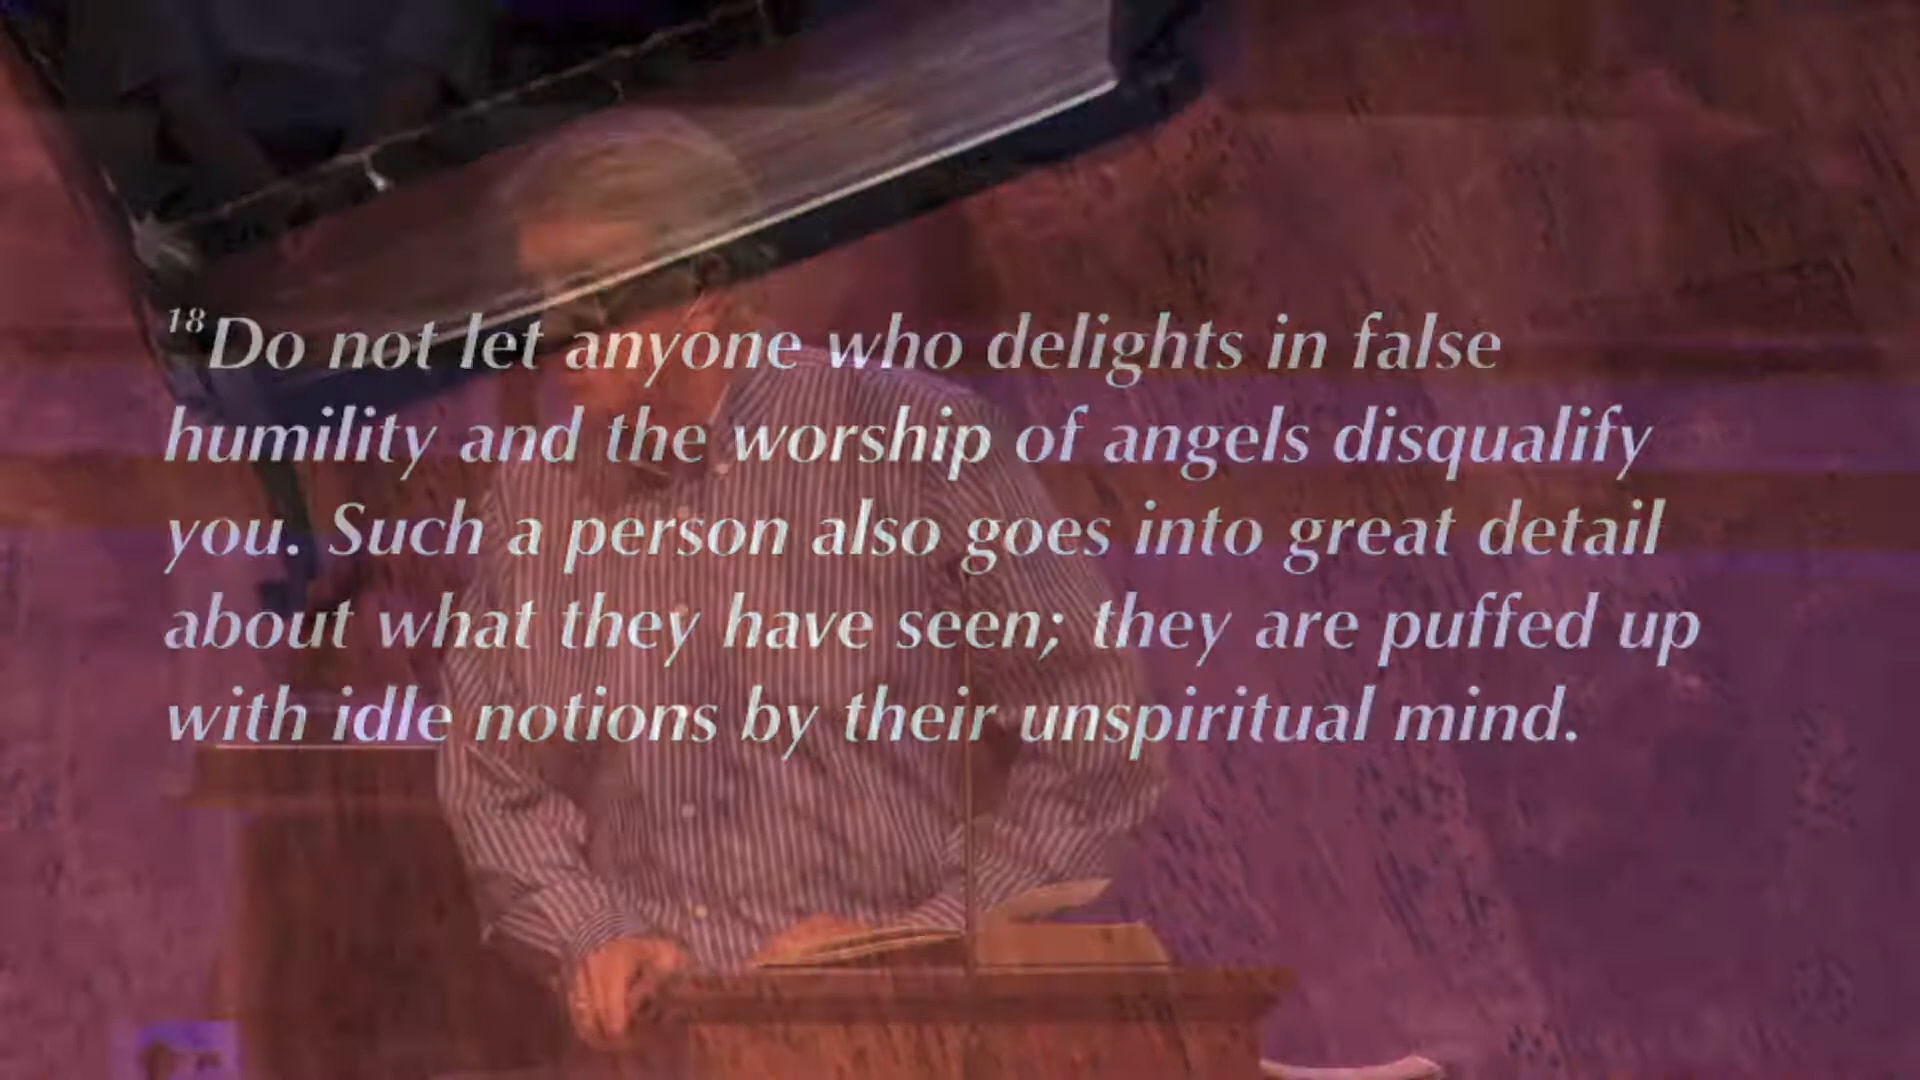 18Do not let anyone who delights in false
humility and the worship of angels disqualify
you. Such a person also goes into great detail
about what they have seen; they are puffed up
with idle notions by their unspiritual mind.